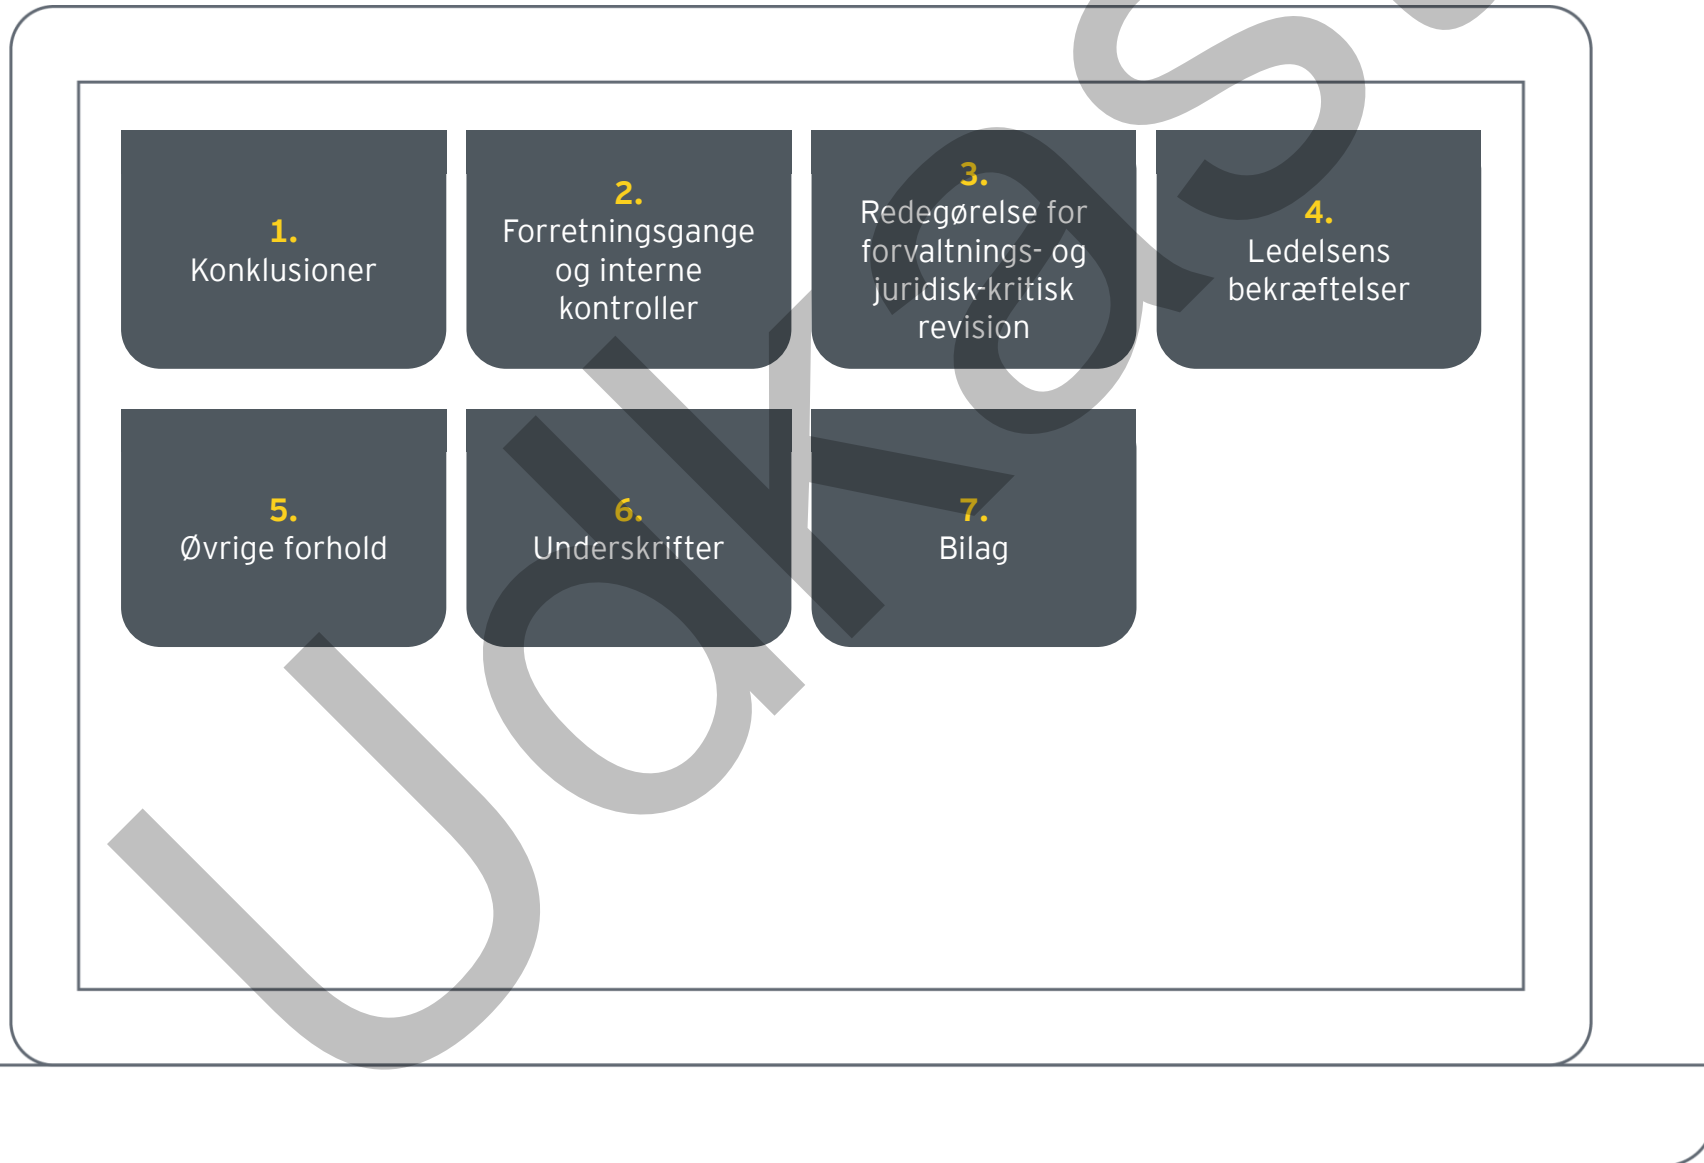 1.
Konklusioner
2.
Forretningsgange
og interne
kontroller
3.
Redegørelse for
forvaltnings- og
juridisk-kritisk
revision
4.
Ledelsens
bekræftelser
5.
Øvrige forhold
6.
Underskrifter
7.
Bilag
Udkas